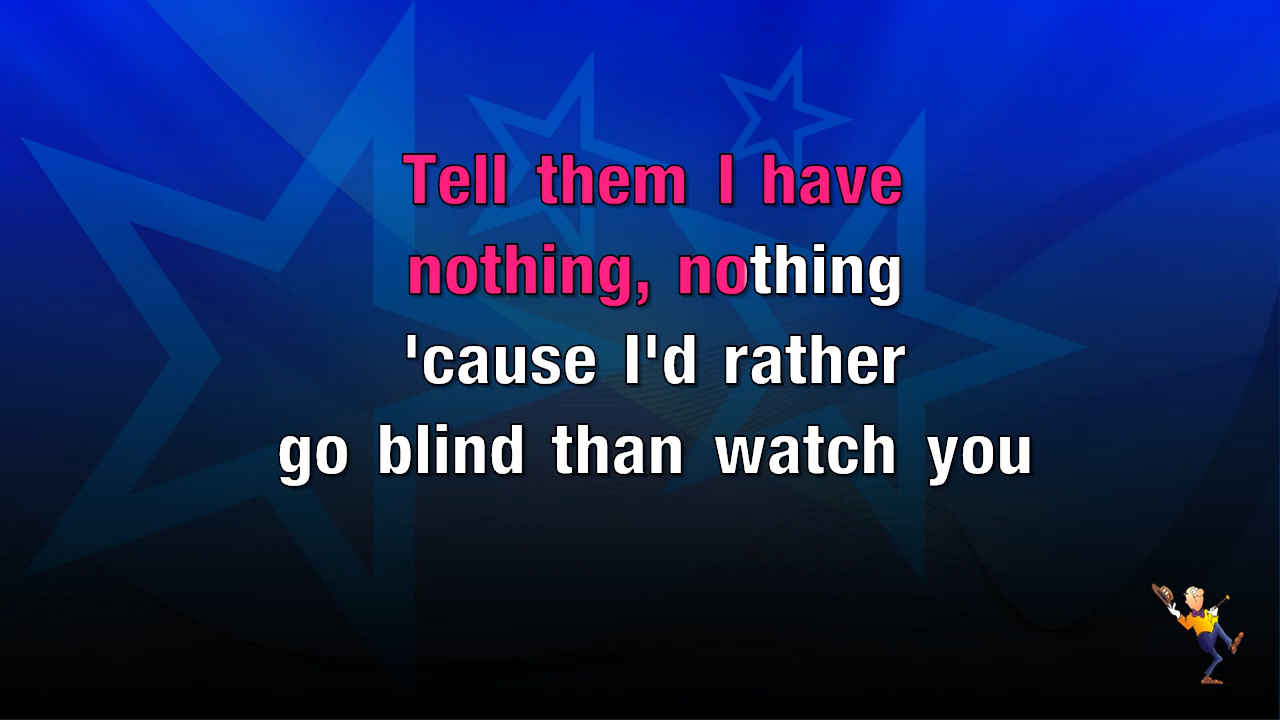 Tell them I have
nothing, nothing
'cause I'd rather
go blind than watch you